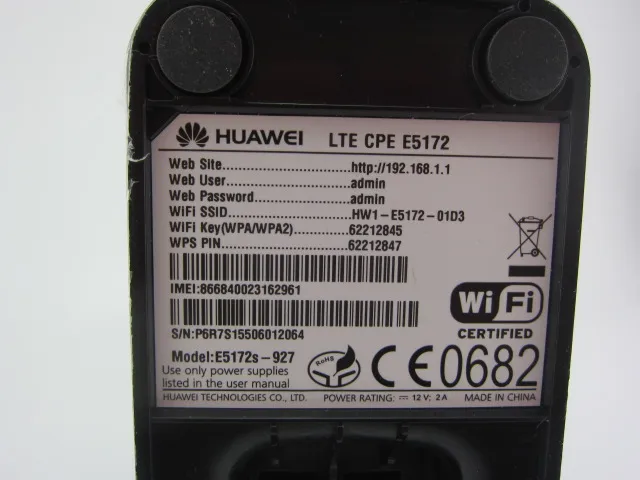 HUAWEI LTE CPE E5172
Web Site..............................http://192.168.1.1
Web User............................admin
Web Password....................admin
WiFi SSID............................HW1-E5172-01D3
WiFi Key(WPA/WPA2)............62212845
WPS PIN.............................62212847
IMEI:866840023162961
S/N:P6R7S15506012064
WiFi
CERTIFIED
Model:E5172s-927
Use only power supplies
listed in the user manual
RoHS
CE0682
HUAWEI TECHNOLOGIES CO., LTD. POWER RATING: ⎓ 12V; 2A MADE IN CHINA